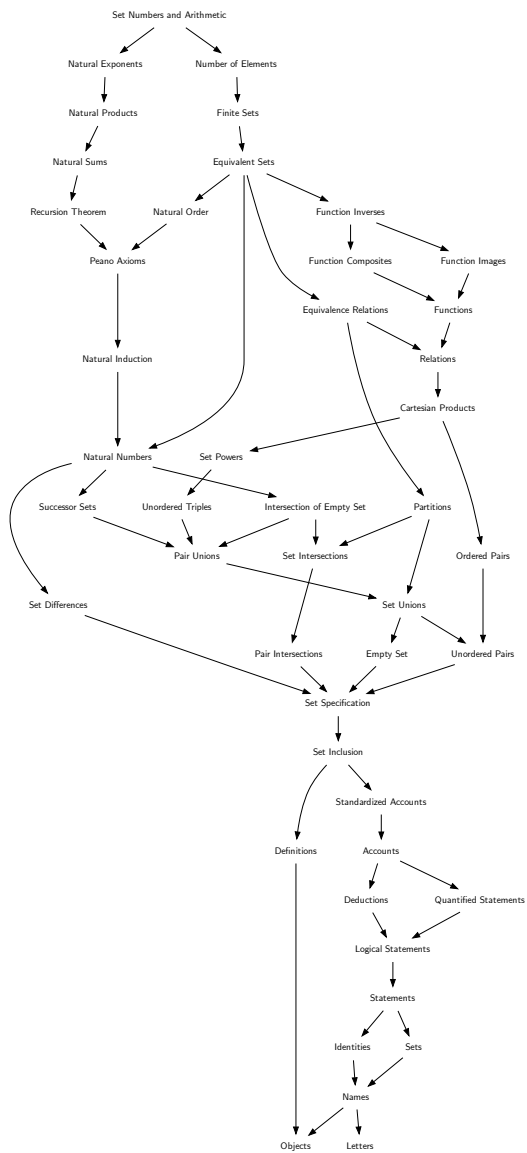 Set Numbers and Arithmetic
Natural Exponents
Number of Elements
Natural Products
Finite Sets
Natural Sums
Equivalent Sets
Recursion Theorem
Natural Order
Function Inverses
Peano Axioms
Function Composites
Function Images
Equivalence Relations
Functions
Natural Induction
Relations
Cartesian Products
Natural Numbers
Set Powers
Successor Sets
Unordered Triples
Intersection of Empty Set
Partitions
Pair Unions
Set Intersections
Ordered Pairs
Set Differences
Set Unions
Pair Intersections
Empty Set
Unordered Pairs
Set Specification
Set Inclusion
Standardized Accounts
Definitions
Accounts
Deductions
Quantified Statements
Logical Statements
Statements
Identities
Sets
Names
Objects
Letters